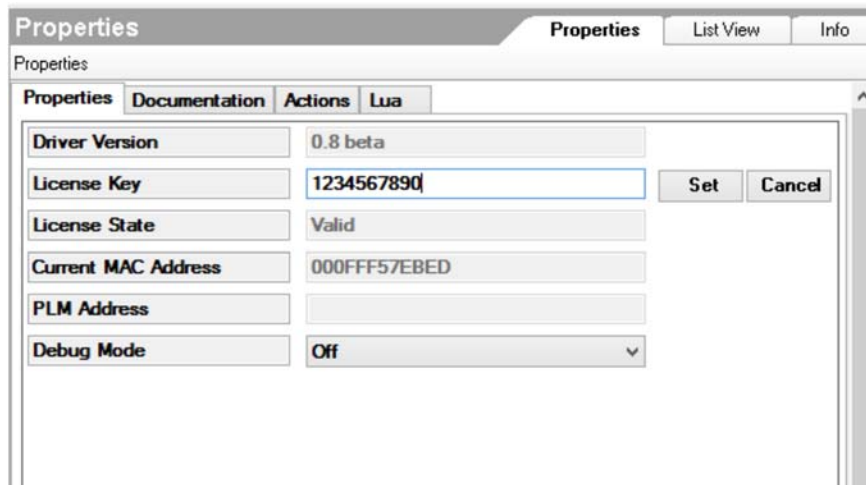 Properties Properties List View Info
Properties
Properties Documentation Actions Lua
Driver Version 0.8 beta
License Key 1234567890 Set Cancel
License State Valid
Current MAC Address 000FFF57EBED
PLM Address
Debug Mode Off